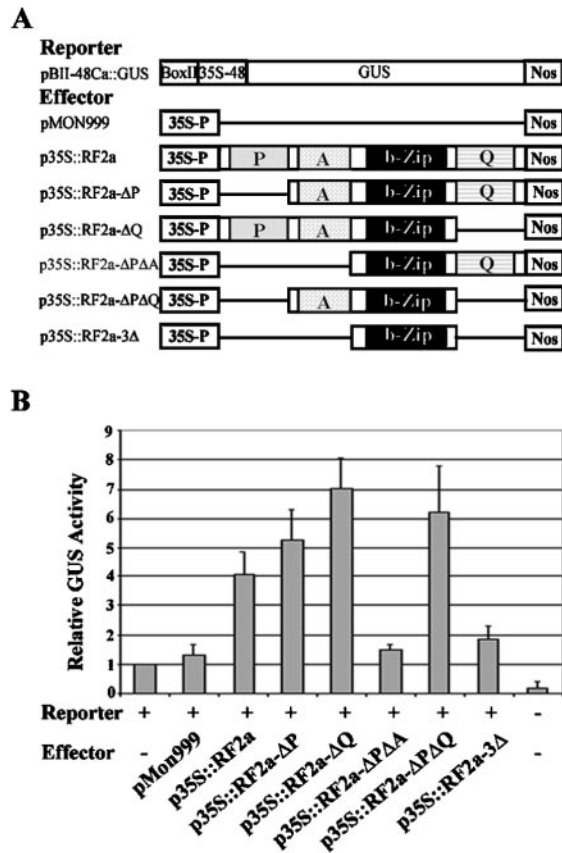 A
Reporter
pBII-48Ca::GUS BoxII 35S-48 GUS Nos
Effector
pMON999 35S-P Nos
p35S::RF2a 35S-P P A b-Zip Q Nos
p35S::RF2a-ΔP 35S-P A b-Zip Q Nos
p35S::RF2a-ΔQ 35S-P P A b-Zip Nos
p35S::RF2a-ΔPΔA 35S-P b-Zip Q Nos
p35S::RF2a-ΔPΔQ 35S-P A b-Zip Nos
p35S::RF2a-3Δ 35S-P b-Zip Nos
B
Relative GUS Activity
9
8
7
6
5
4
3
2
1
0
Reporter + + + + + + + + -
Effector - pMon999 p35S::RF2a p35S::RF2a-ΔP p35S::RF2a-ΔQ p35S::RF2a-ΔPΔA p35S::RF2a-ΔPΔQ p35S::RF2a-3Δ -